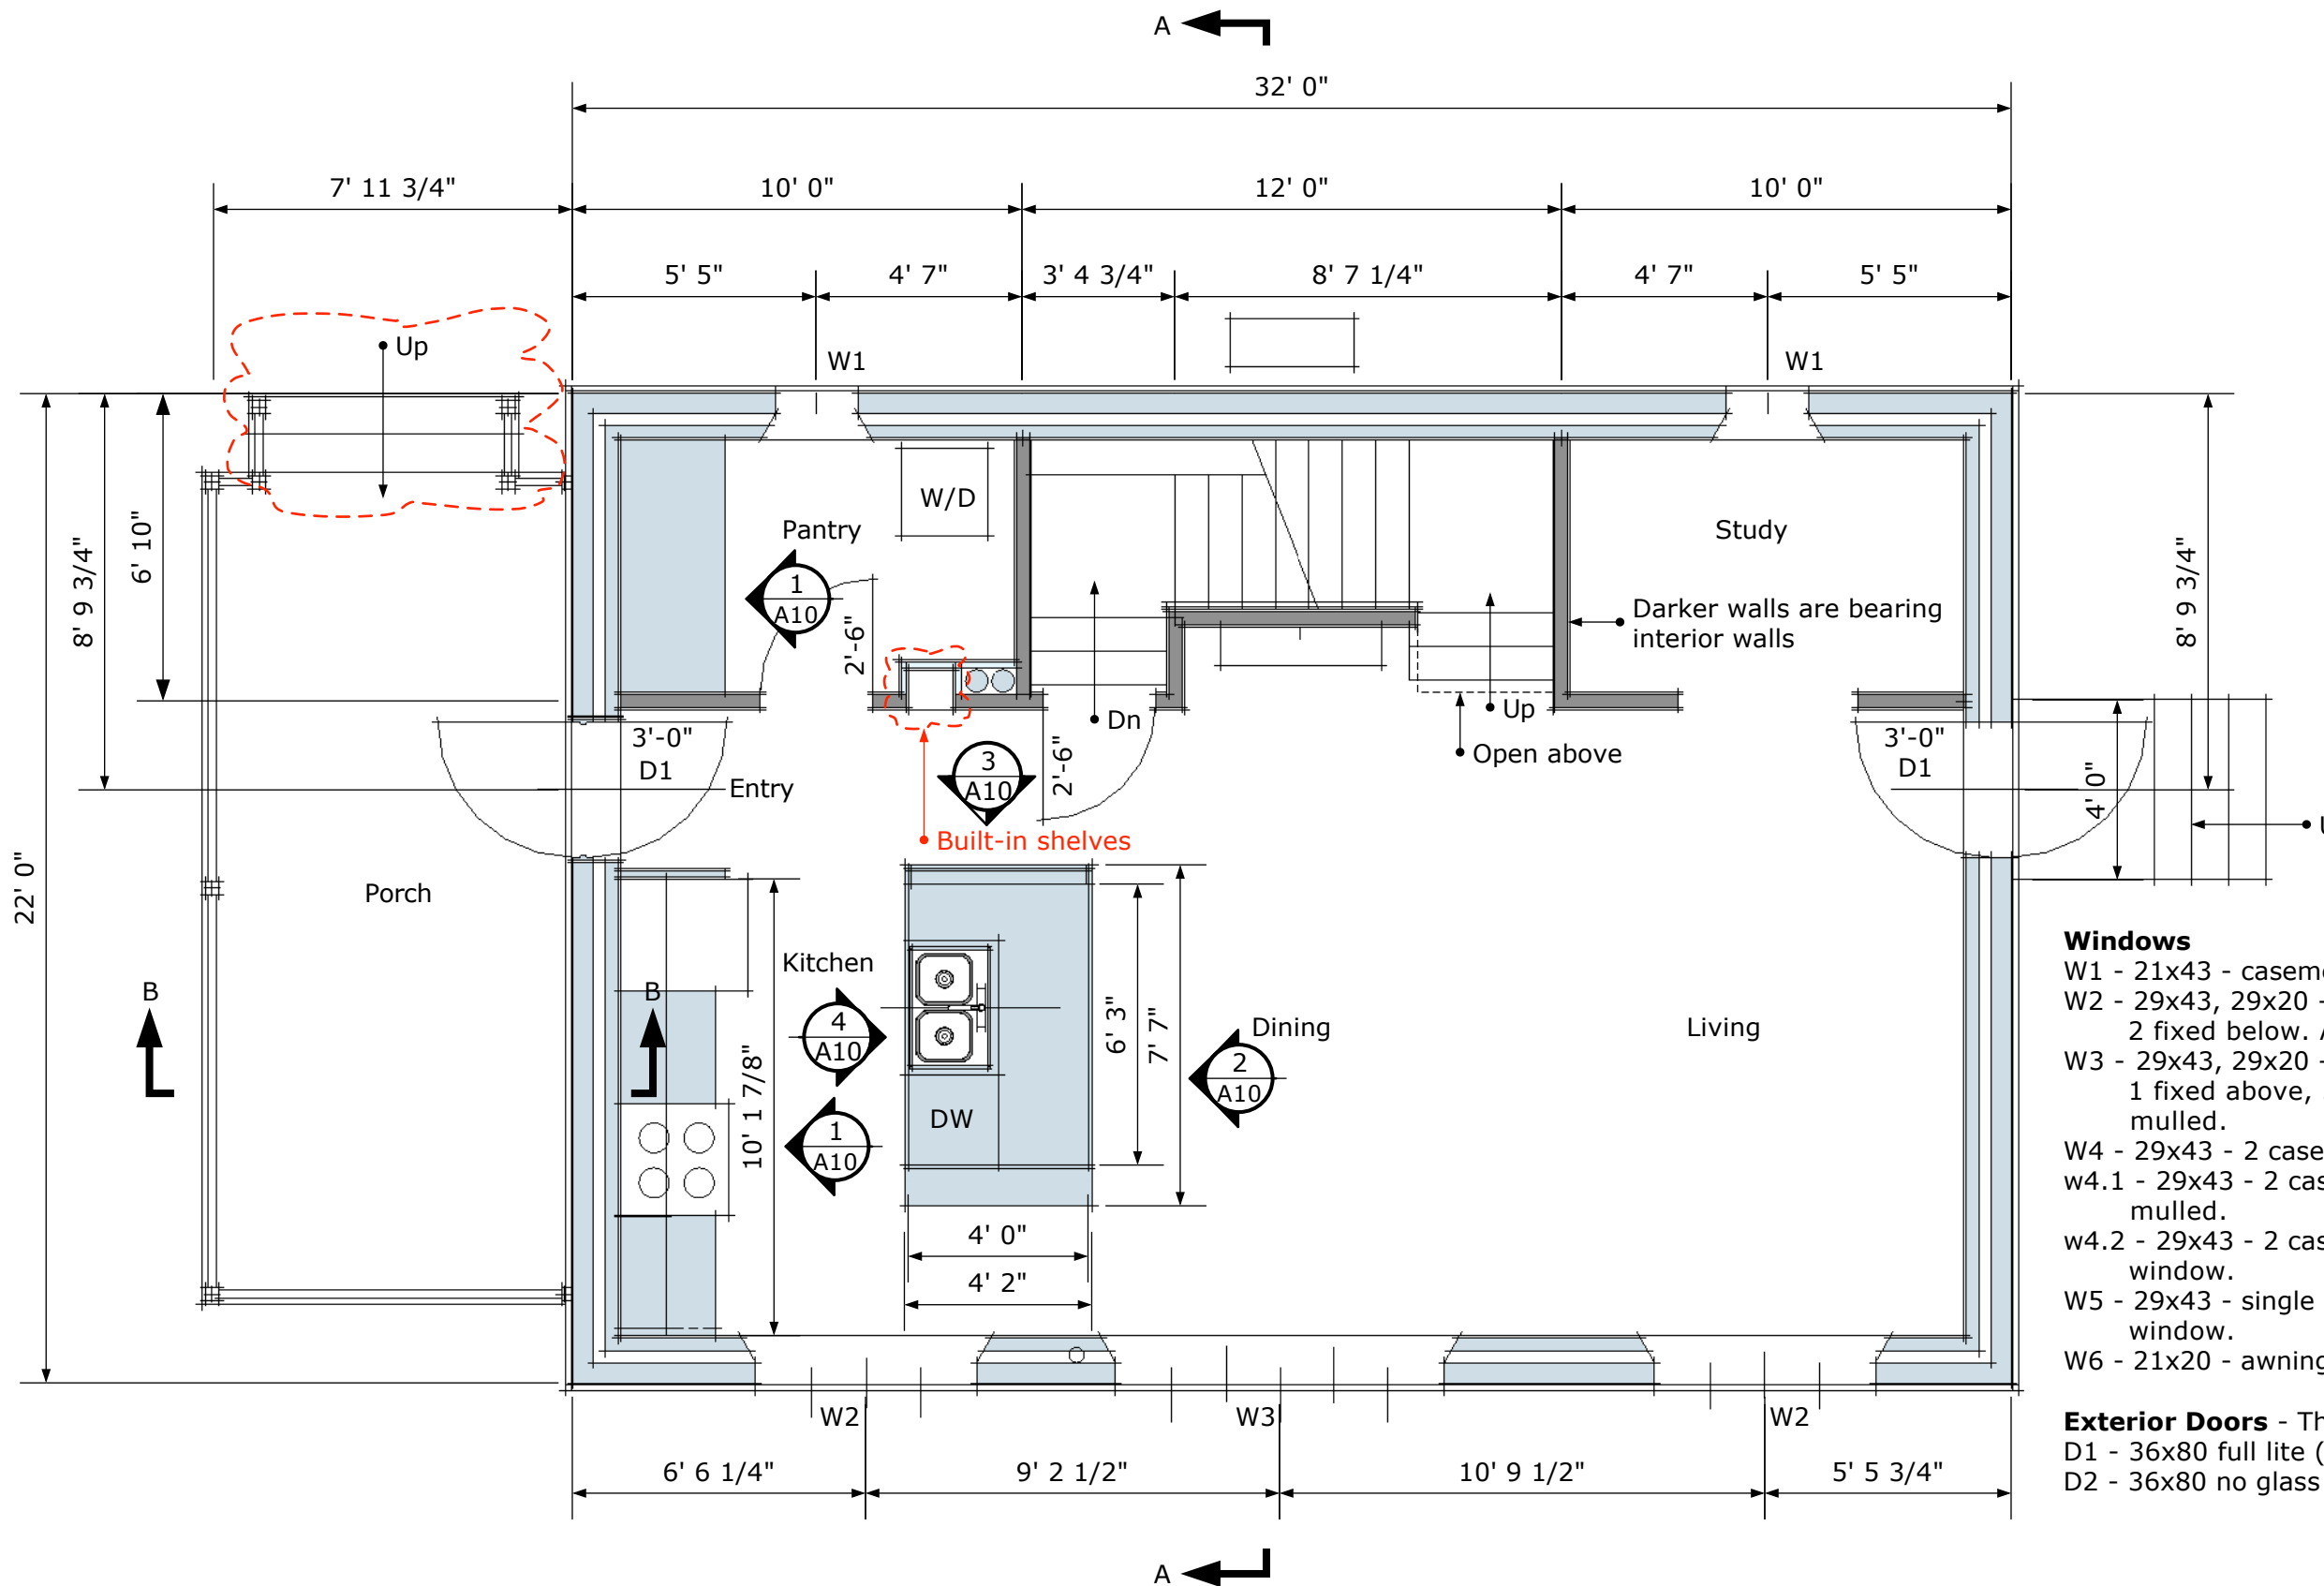 A
32' 0"
7' 11 3/4"
10' 0"
12' 0"
10' 0"
5' 5"
4' 7"
3' 4 3/4"
8' 7 1/4"
4' 7"
5' 5"
Up
W1
W1
W/D
Pantry
Study
6' 10"
8' 9 3/4"
8' 9 3/4"
1
A10
Darker walls are bearing
interior walls
2'-6"
Up
Dn
3'-0"
D1
Open above
3'-0"
D1
3
A10
2'-6"
Entry
4' 0"
Built-in shelves
22' 0"
Porch
Windows
Kitchen
W1 - 21x43 -
B
B
W2 - 29x43, 29x20 -
4
A10
6' 3"
7' 7"
Dining
Living
2 fixed below.
W3 - 29x43, 29x20 -
2
A10
1 fixed above,
10' 1 7/8"
DW
mulled.
1
A10
W4 - 29x43 - 2
w4.1 - 29x43 - 2
mulled.
4' 0"
w4.2 - 29x43 - 2
window.
4' 2"
W5 - 29x43 - single
window.
W6 - 21x20 - awning
W2
W3
W2
Exterior Doors -
D1 - 36x80 full lite (
D2 - 36x80 no glass
6' 6 1/4"
9' 2 1/2"
10' 9 1/2"
5' 5 3/4"
A